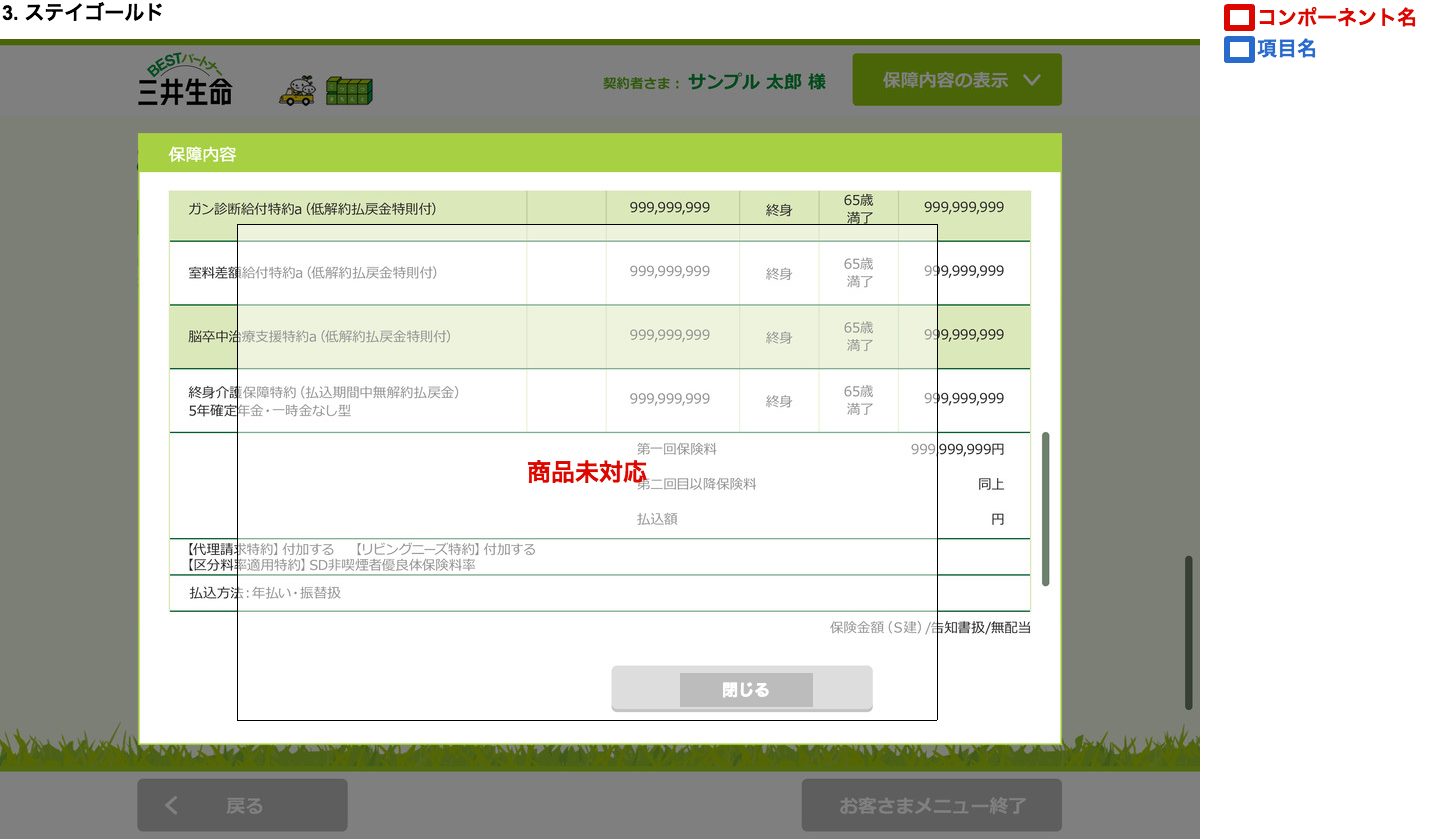 3. ステイゴールド
コンポーネント名
項目名
BESTパートナー
三井生命
契約者さま： サンプル 太郎 様
保障内容の表示
保障内容
ガン診断給付特約a（低解約払戻金特則付） 999,999,999 終身 65歳満了 999,999,999
室料差額給付特約a（低解約払戻金特則付） 999,999,999 終身 65歳満了 999,999,999
脳卒中治療支援特約a（低解約払戻金特則付） 999,999,999 終身 65歳満了 999,999,999
終身介護保障特約（払込期間中無解約払戻金）
5年確定年金・一時金なし型 999,999,999 終身 65歳満了 999,999,999
第一回保険料 999,999,999円
商品未対応
第二回目以降保険料 同上
払込額 円
【代理請求特約】付加する 【リビングニーズ特約】付加する
【区分料率適用特約】SD非喫煙者優良体保険料率
払込方法：年払い・振替扱
保険金額（S建）/告知書扱/無配当
閉じる
戻る
お客さまメニュー終了